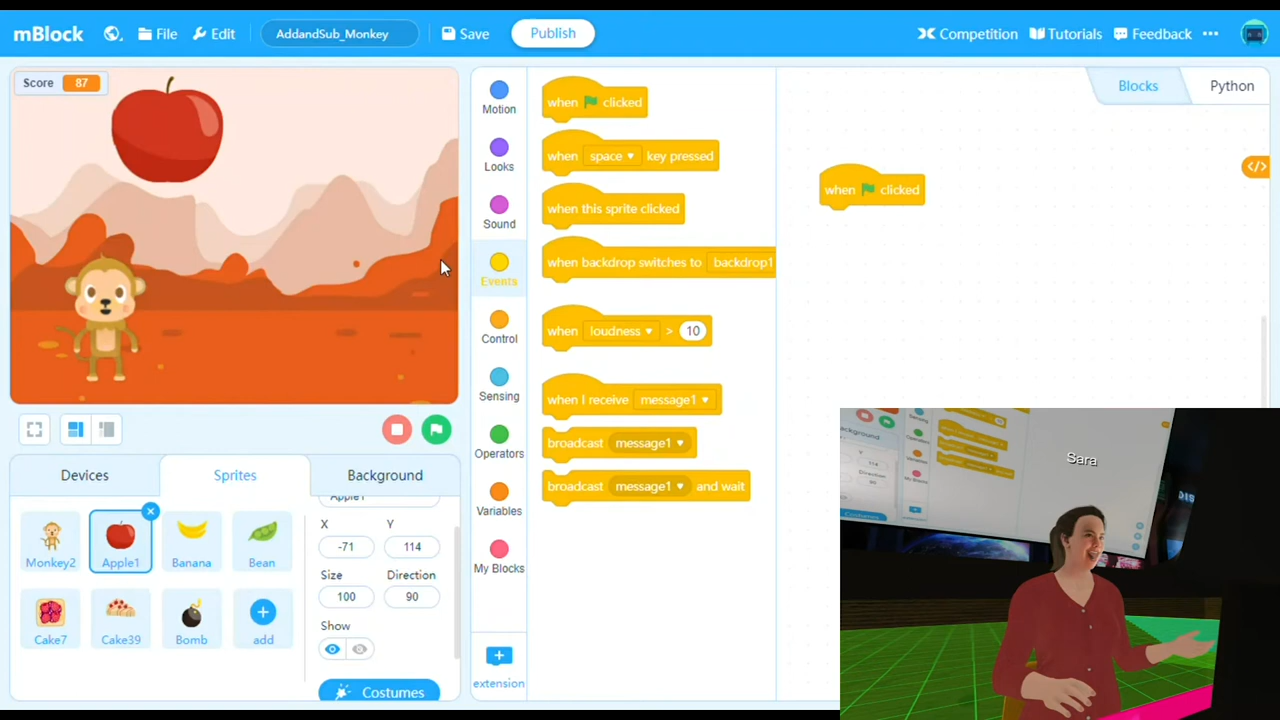 mBlock
File
Edit
AddandSub_Monkey
Save
Publish
Competition
Tutorials
Feedback
Score 87
Motion
Looks
Sound
Events
Control
Sensing
Operators
Variables
My Blocks
extension
when clicked
when space key pressed
when this sprite clicked
when backdrop switches to backdrop1
when loudness > 10
when I receive message1
broadcast message1
broadcast message1 and wait
Blocks
Python
when clicked
Devices
Sprites
Background
Monkey2
Apple1
Banana
Bean
Cake7
Cake39
Bomb
add
Apple1
X
Y
-71
114
Size
Direction
100
90
Show
Costumes
Sara